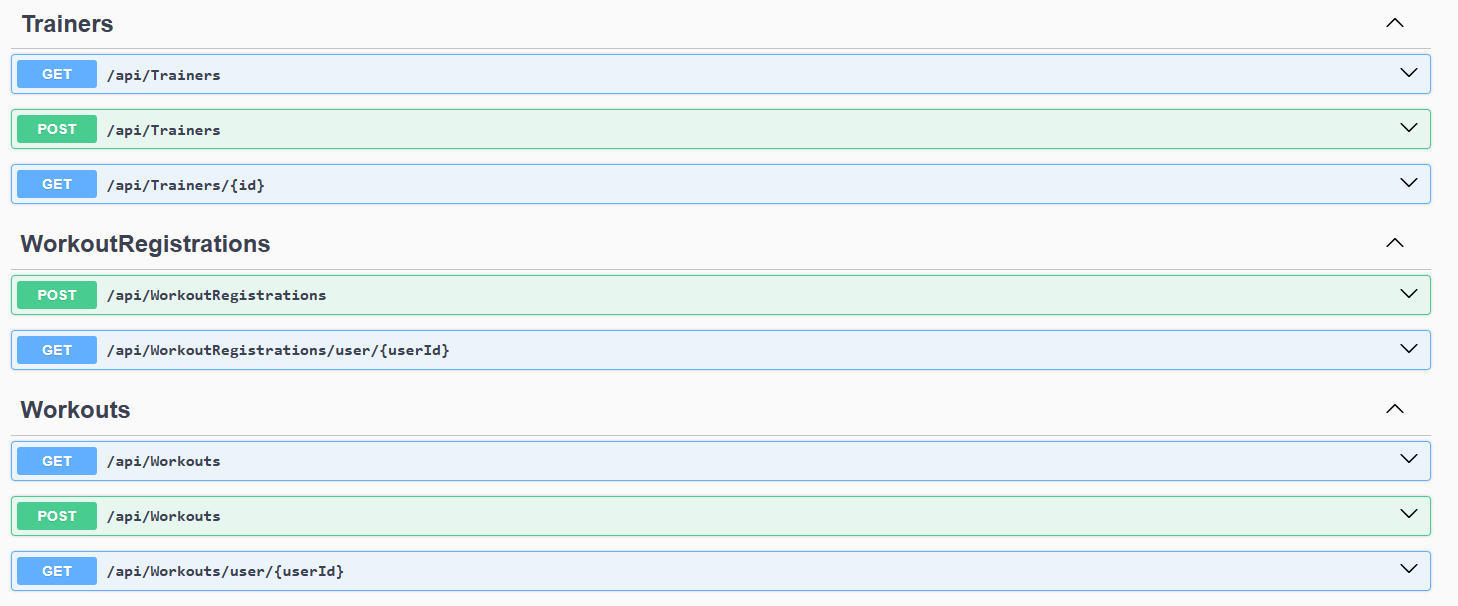 Trainers
GET /api/Trainers
POST /api/Trainers
GET /api/Trainers/{id}
WorkoutRegistrations
POST /api/WorkoutRegistrations
GET /api/WorkoutRegistrations/user/{userId}
Workouts
GET /api/Workouts
POST /api/Workouts
GET /api/Workouts/user/{userId}